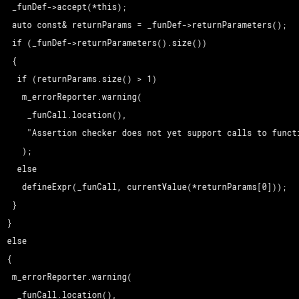 _funDef->accept(*this);
auto const& returnParams = _funDef->returnParameters();
if (_funDef->returnParameters().size())
{
if (returnParams.size() > 1)
m_errorReporter.warning(
_funCall.location(),
"Assertion checker does not yet support calls to functi
);
else
defineExpr(_funCall, currentValue(*returnParams[0]));
}
}
else
{
m_errorReporter.warning(
_funCall.location(),